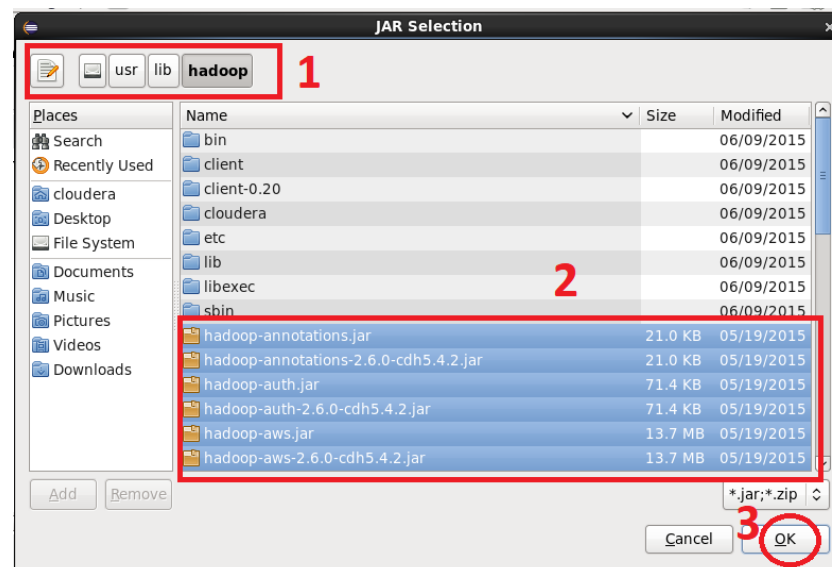 JAR Selection
usr lib hadoop 1
Places
Search
Recently Used
cloudera
Desktop
File System
Documents
Music
Pictures
Videos
Downloads
Name Size Modified
bin 06/09/2015
client 06/09/2015
client-0.20 06/09/2015
cloudera 06/09/2015
etc 06/09/2015
lib 06/09/2015
libexec 06/09/2015
sbin 06/09/2015
2
hadoop-annotations.jar 21.0 KB 05/19/2015
hadoop-annotations-2.6.0-cdh5.4.2.jar 21.0 KB 05/19/2015
hadoop-auth.jar 71.4 KB 05/19/2015
hadoop-auth-2.6.0-cdh5.4.2.jar 71.4 KB 05/19/2015
hadoop-aws.jar 13.7 MB 05/19/2015
hadoop-aws-2.6.0-cdh5.4.2.jar 13.7 MB 05/19/2015
Add Remove *.jar;*.zip
Cancel 3 OK